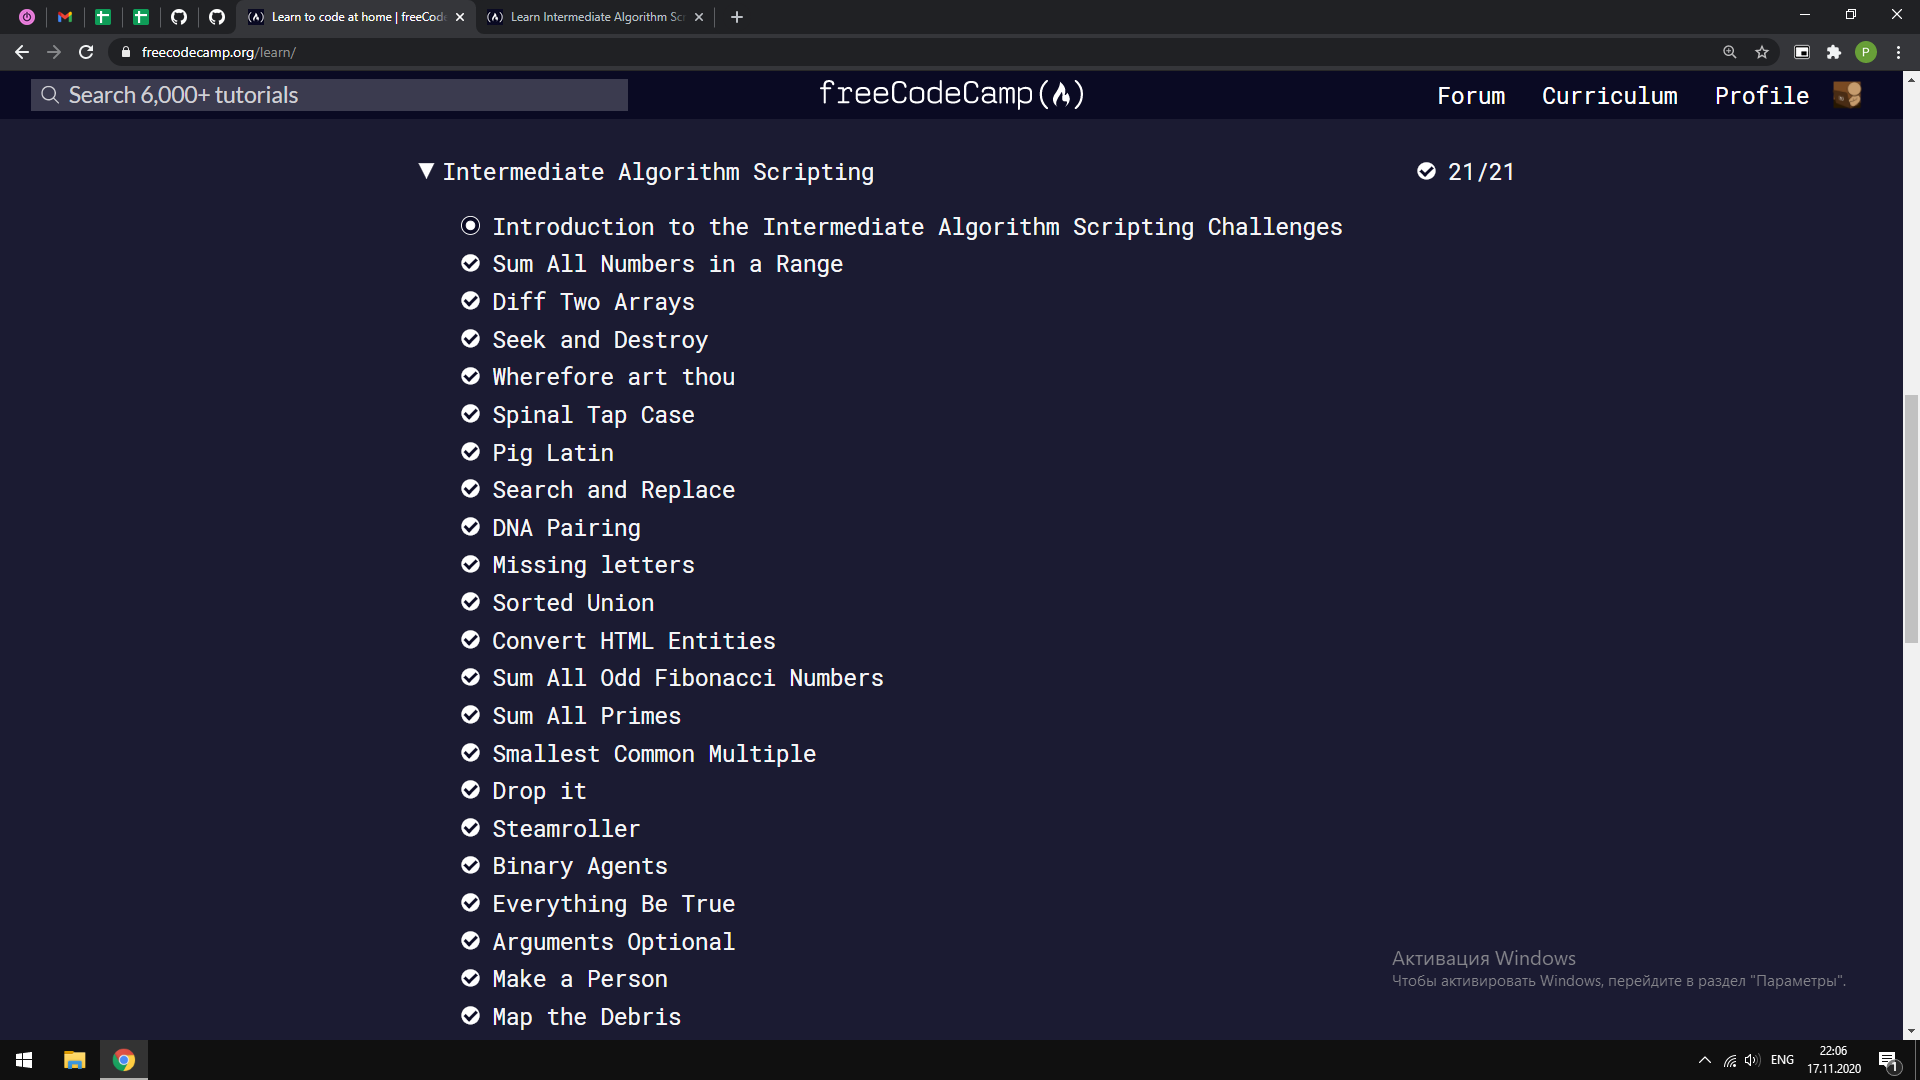 Learn to code at home | freeCod
Learn Intermediate Algorithm Sc
freecodecamp.org/learn/
P
Search 6,000+ tutorials
freeCodeCamp
Forum
Curriculum
Profile
Intermediate Algorithm Scripting
21/21
Introduction to the Intermediate Algorithm Scripting Challenges
Sum All Numbers in a Range
Diff Two Arrays
Seek and Destroy
Wherefore art thou
Spinal Tap Case
Pig Latin
Search and Replace
DNA Pairing
Missing letters
Sorted Union
Convert HTML Entities
Sum All Odd Fibonacci Numbers
Sum All Primes
Smallest Common Multiple
Drop it
Steamroller
Binary Agents
Everything Be True
Arguments Optional
Make a Person
Map the Debris
Активация Windows
Чтобы активировать Windows, перейдите в раздел "Параметры".
ENG
22:06
17.11.2020
1